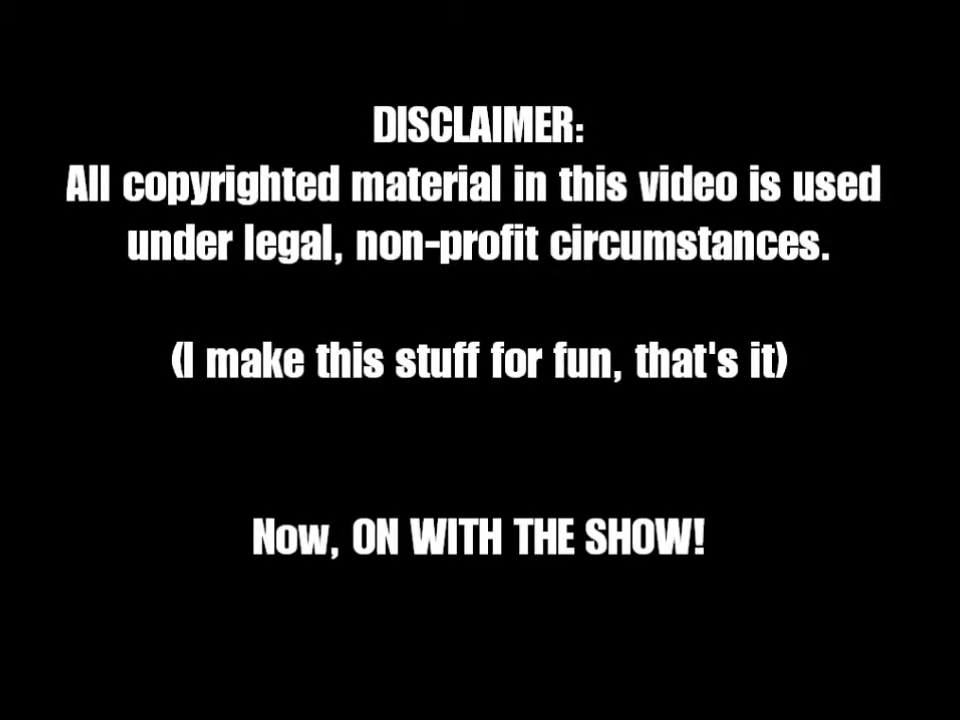 DISCLAIMER:
All copyrighted material in this video is used
under legal, non-profit circumstances.
(I make this stuff for fun, that's it)
Now, ON WITH THE SHOW!